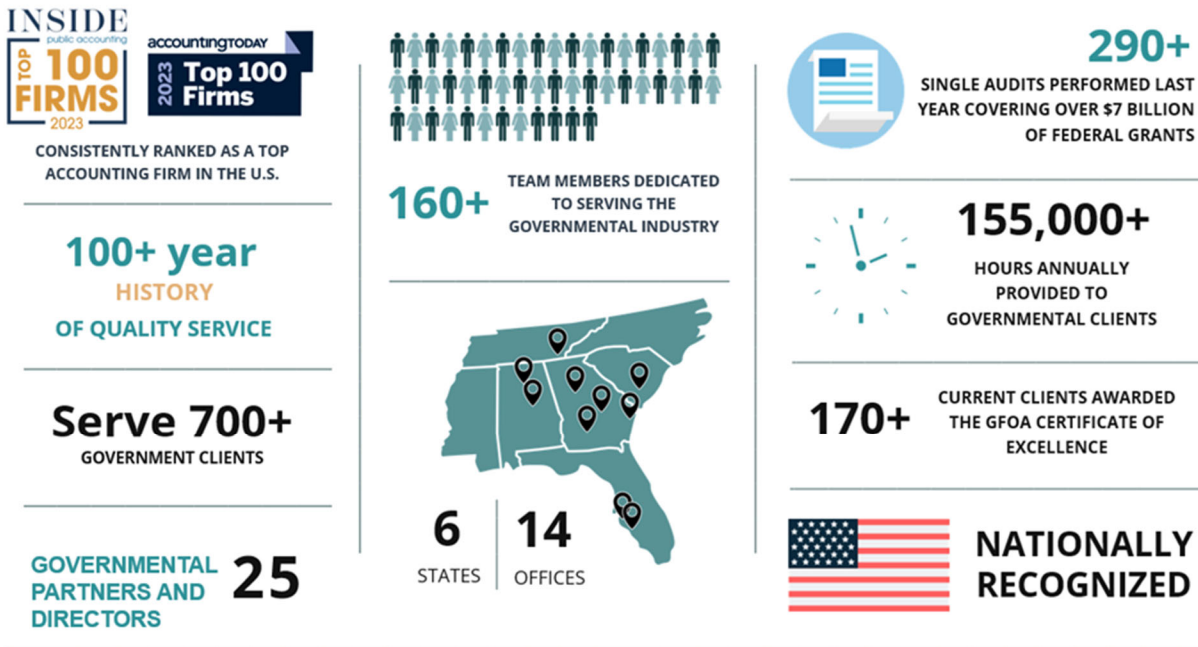 INSIDE
public accounting
TOP
100
FIRMS
2023
accountingTODAY
2023
Top 100
Firms
CONSISTENTLY RANKED AS A TOP
ACCOUNTING FIRM IN THE U.S.
100+ year
HISTORY
OF QUALITY SERVICE
Serve 700+
GOVERNMENT CLIENTS
GOVERNMENTAL
PARTNERS AND
DIRECTORS
25
160+
TEAM MEMBERS DEDICATED
TO SERVING THE
GOVERNMENTAL INDUSTRY
6
STATES
14
OFFICES
290+
SINGLE AUDITS PERFORMED LAST
YEAR COVERING OVER $7 BILLION
OF FEDERAL GRANTS
155,000+
HOURS ANNUALLY
PROVIDED TO
GOVERNMENTAL CLIENTS
170+
CURRENT CLIENTS AWARDED
THE GFOA CERTIFICATE OF
EXCELLENCE
NATIONALLY
RECOGNIZED